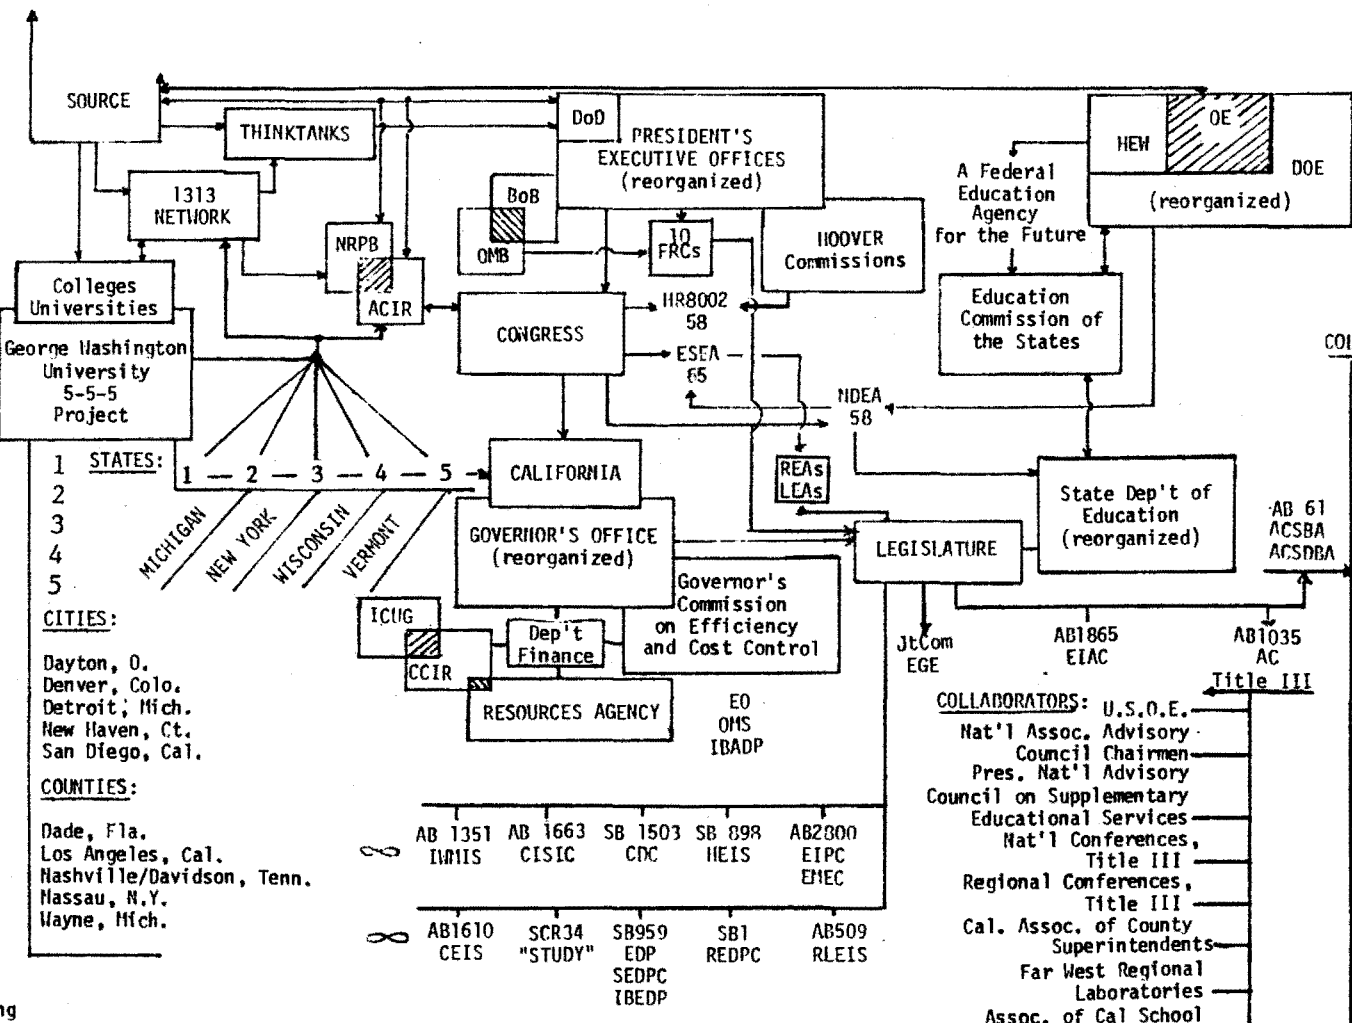 SOURCE
THINKTANKS
1313
NETWORK
DoD
PRESIDENT'S
EXECUTIVE OFFICES
(reorganized)
BoB
OMB
10
FRCs
HOOVER
Commissions
HEW
OE
DOE
(reorganized)
A Federal
Education
Agency
for the Future
Education
Commission of
the States
NRPB
ACIR
Colleges
Universities
George Washington
University
5-5-5
Project
CONGRESS
HR8002
58
ESEA
65
NDEA
58
REAs
LEAs
1
2
3
4
5
STATES:
1 — 2 — 3 — 4 — 5
MICHIGAN
NEW YORK
WISCONSIN
VERMONT
CALIFORNIA
GOVERNOR'S OFFICE
(reorganized)
Governor's
Commission
on Efficiency
and Cost Control
LEGISLATURE
State Dep't of
Education
(reorganized)
AB 61
ACSBA
ACSDBA
COL
ICUG
CCIR
Dep't
Finance
RESOURCES AGENCY
EO
OMS
IBADP
JtCom
EGE
AB1865
EIAC
AB1035
AC
Title III
CITIES:
Dayton, O.
Denver, Colo.
Detroit, Mich.
New Haven, Ct.
San Diego, Cal.
COUNTIES:
Dade, Fla.
Los Angeles, Cal.
Nashville/Davidson, Tenn.
Nassau, N.Y.
Wayne, Mich.
AB 1351
IWMIS
AB 1663
CISIC
SB 1503
CDC
SB 898
HEIS
AB2800
EIPC
EMEC
AB1610
CEIS
SCR34
"STUDY"
SB959
EDP
SEDPC
IBEDP
SB1
REDPC
AB509
RLEIS
COLLABORATORS:
U.S.O.E.
Nat'l Assoc. Advisory
Council Chairmen
Pres. Nat'l Advisory
Council on Supplementary
Educational Services
Nat'l Conferences,
Title III
Regional Conferences,
Title III
Cal. Assoc. of County
Superintendents
Far West Regional
Laboratories
Assoc. of Cal School
ng